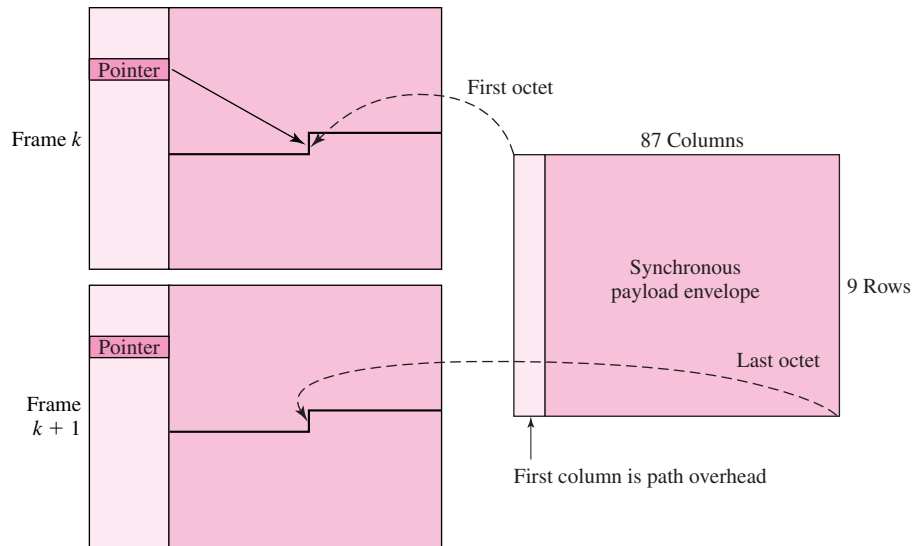 Pointer
First octet
Frame k
87 Columns
Synchronous
payload envelope
9 Rows
Pointer
Last octet
Frame
k + 1
First column is path overhead